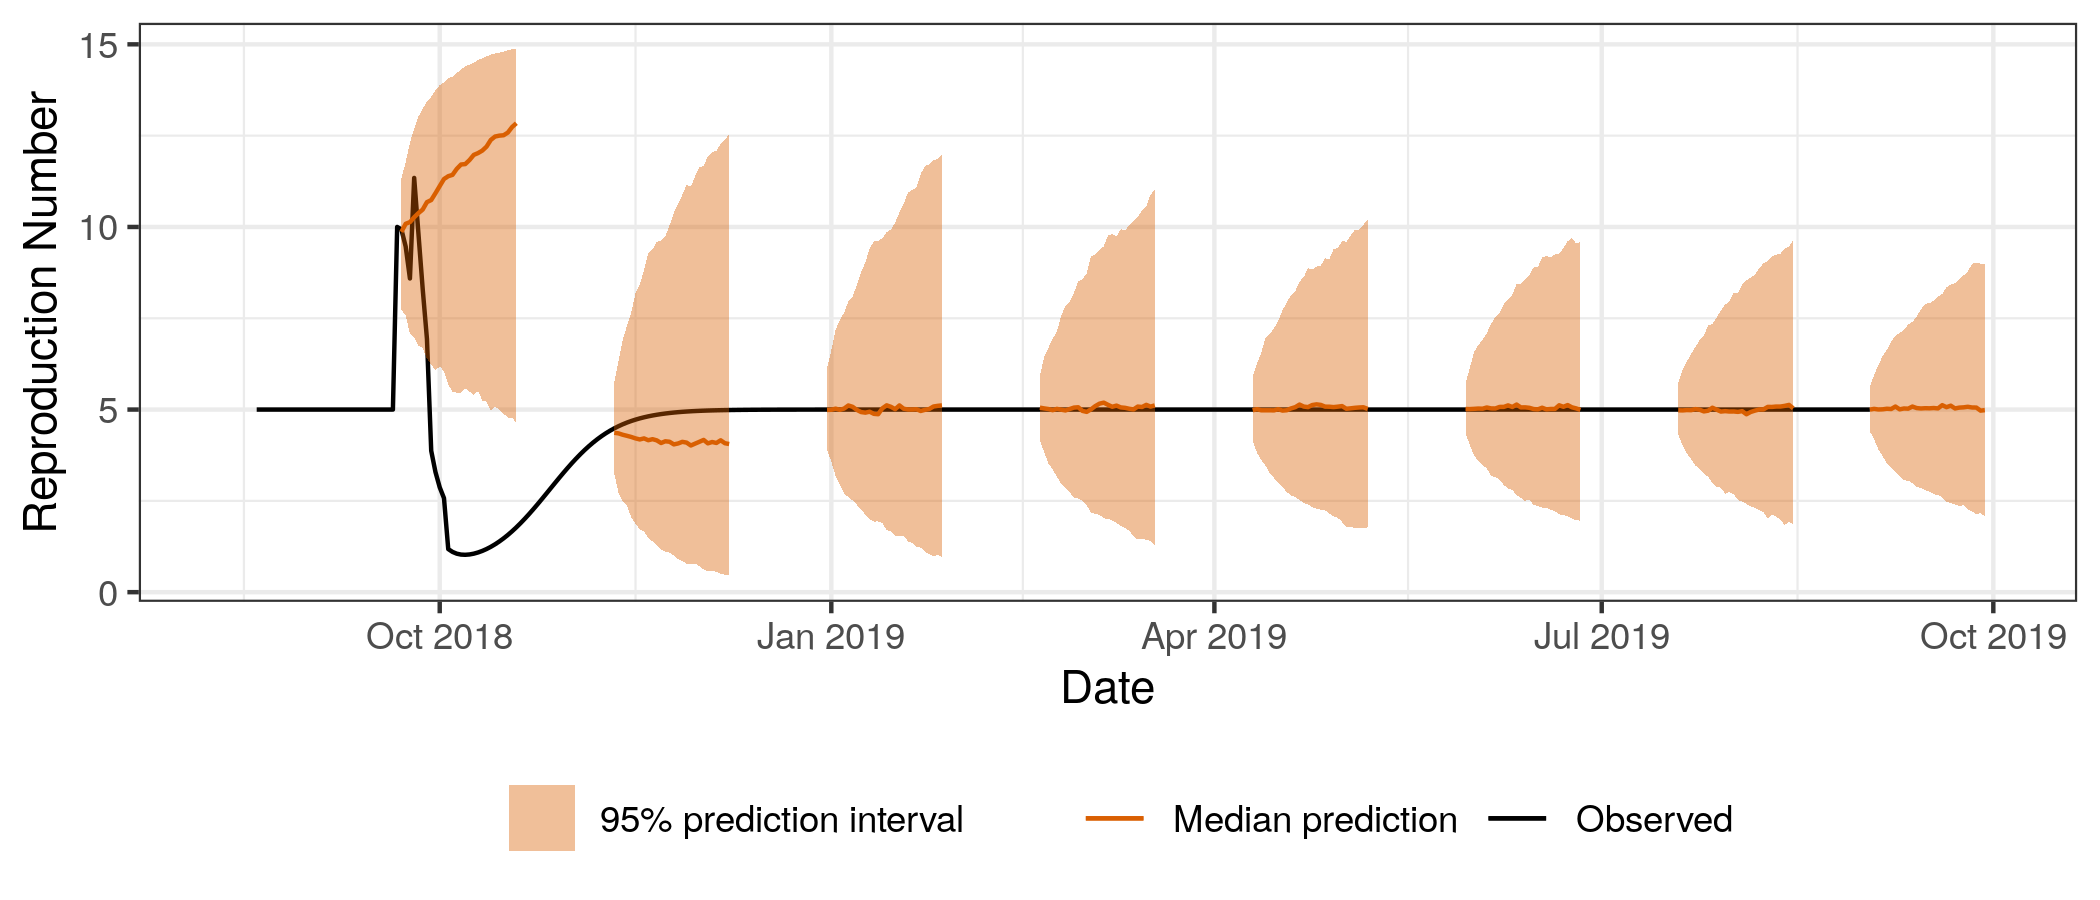 Reproduction Number
15
10
5
0
Oct 2018 Jan 2019 Apr 2019 Jul 2019 Oct 2019
Date
95% prediction interval Median prediction Observed